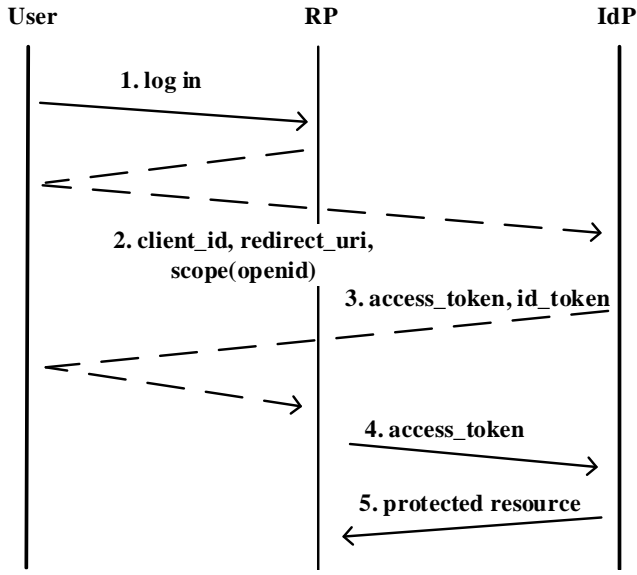 User RP IdP
1. log in
2. client_id, redirect_uri,
scope(openid)
3. access_token, id_token
4. access_token
5. protected resource